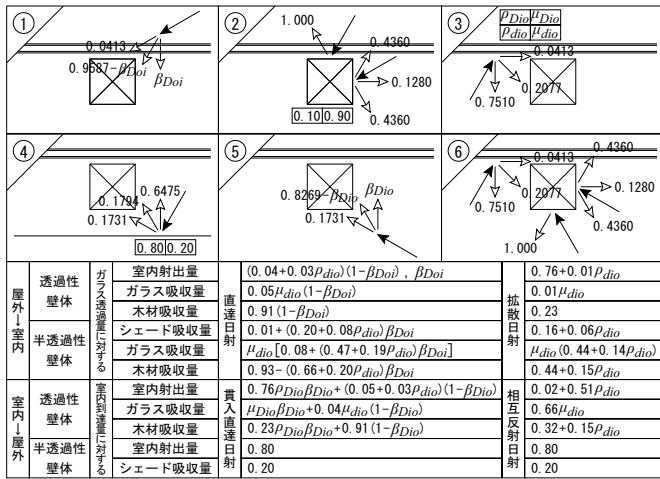 ①
0.0413
0.9587-βDoi
βDoi
②
1.000
0.4360
0.1280
0.10 0.90
0.4360
③
ρDio μDio
ρdio μdio
0.0413
0.2077
0.7510
④
0.1794
0.6475
0.1731
0.80 0.20
⑤
0.8269-βDio
βDio
0.1731
⑥
0.0413
0.4360
0.2077
0.1280
0.7510
0.4360
1.000
屋外→室内
透過性壁体
ガラス透過量に対する
室内射出量
直達日射
(0.04+0.03ρdio)(1-βDoi) , βDoi
拡散日射
0.76+0.01ρdio
ガラス吸収量
0.05μdio(1-βDoi)
0.01μdio
木材吸収量
0.91(1-βDoi)
0.23
半透過性壁体
シェード吸収量
0.01+(0.20+0.08ρdio)βDoi
0.16+0.06ρdio
ガラス吸収量
μdio[0.08+(0.47+0.19ρdio)βDoi]
μdio(0.44+0.14ρdio)
木材吸収量
0.93-(0.66+0.20ρdio)βDoi
0.44+0.15ρdio
室内→屋外
透過性壁体
室内到達量に対する
室内射出量
貫入直達日射
0.76ρDioβDio+(0.05+0.03ρdio)(1-βDio)
相互反射日射
0.02+0.51ρdio
ガラス吸収量
μDioβDio+0.04μdio(1-βDio)
0.66μdio
木材吸収量
0.23ρDioβDio+0.91(1-βDio)
0.32+0.15ρdio
半透過性壁体
室内射出量
0.80
0.80
シェード吸収量
0.20
0.20